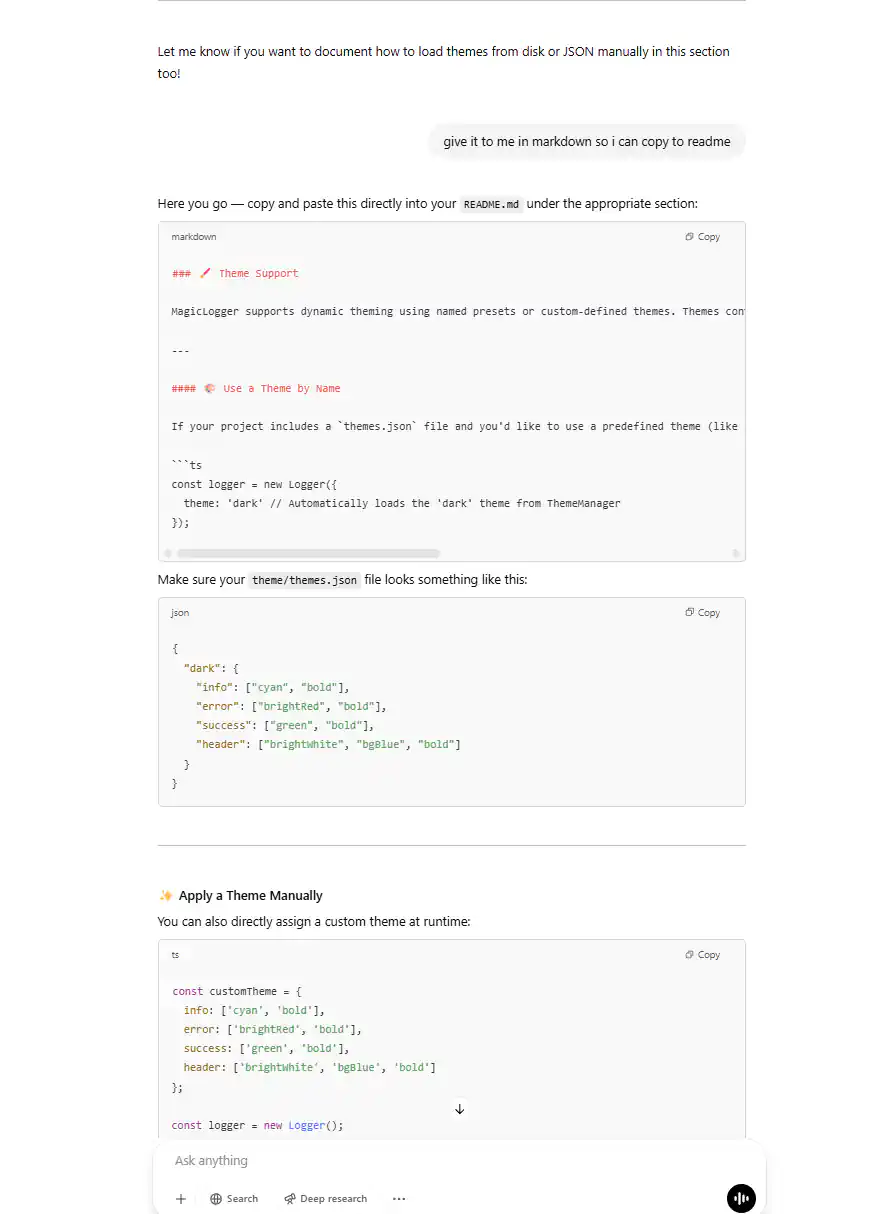 Let me know if you want to document how to load themes from disk or JSON manually in this section
too!
give it to me in markdown so i can copy to readme
Here you go — copy and paste this directly into your README.md under the appropriate section:
markdown
Copy
### 🖌️ Theme Support
MagicLogger supports dynamic theming using named presets or custom-defined themes. Themes con
---
#### 🎨 Use a Theme by Name
If your project includes a `themes.json` file and you'd like to use a predefined theme (like
```ts
const logger = new Logger({
  theme: 'dark' // Automatically loads the 'dark' theme from ThemeManager
});
Make sure your theme/themes.json file looks something like this:
json
Copy
{
  "dark": {
    "info": ["cyan", "bold"],
    "error": ["brightRed", "bold"],
    "success": ["green", "bold"],
    "header": ["brightWhite", "bgBlue", "bold"]
  }
}
✨ Apply a Theme Manually
You can also directly assign a custom theme at runtime:
ts
Copy
const customTheme = {
  info: ['cyan', 'bold'],
  error: ['brightRed', 'bold'],
  success: ['green', 'bold'],
  header: ['brightWhite', 'bgBlue', 'bold']
};
const logger = new Logger();
Ask anything
Search
Deep research